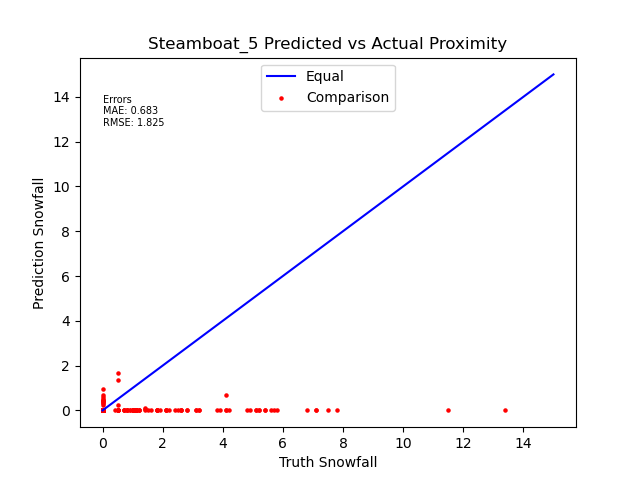 Steamboat_5 Predicted vs Actual Proximity
Equal
Comparison
Errors
MAE: 0.683
RMSE: 1.825
Prediction Snowfall
14
12
10
8
6
4
2
0
0 2 4 6 8 10 12 14
Truth Snowfall